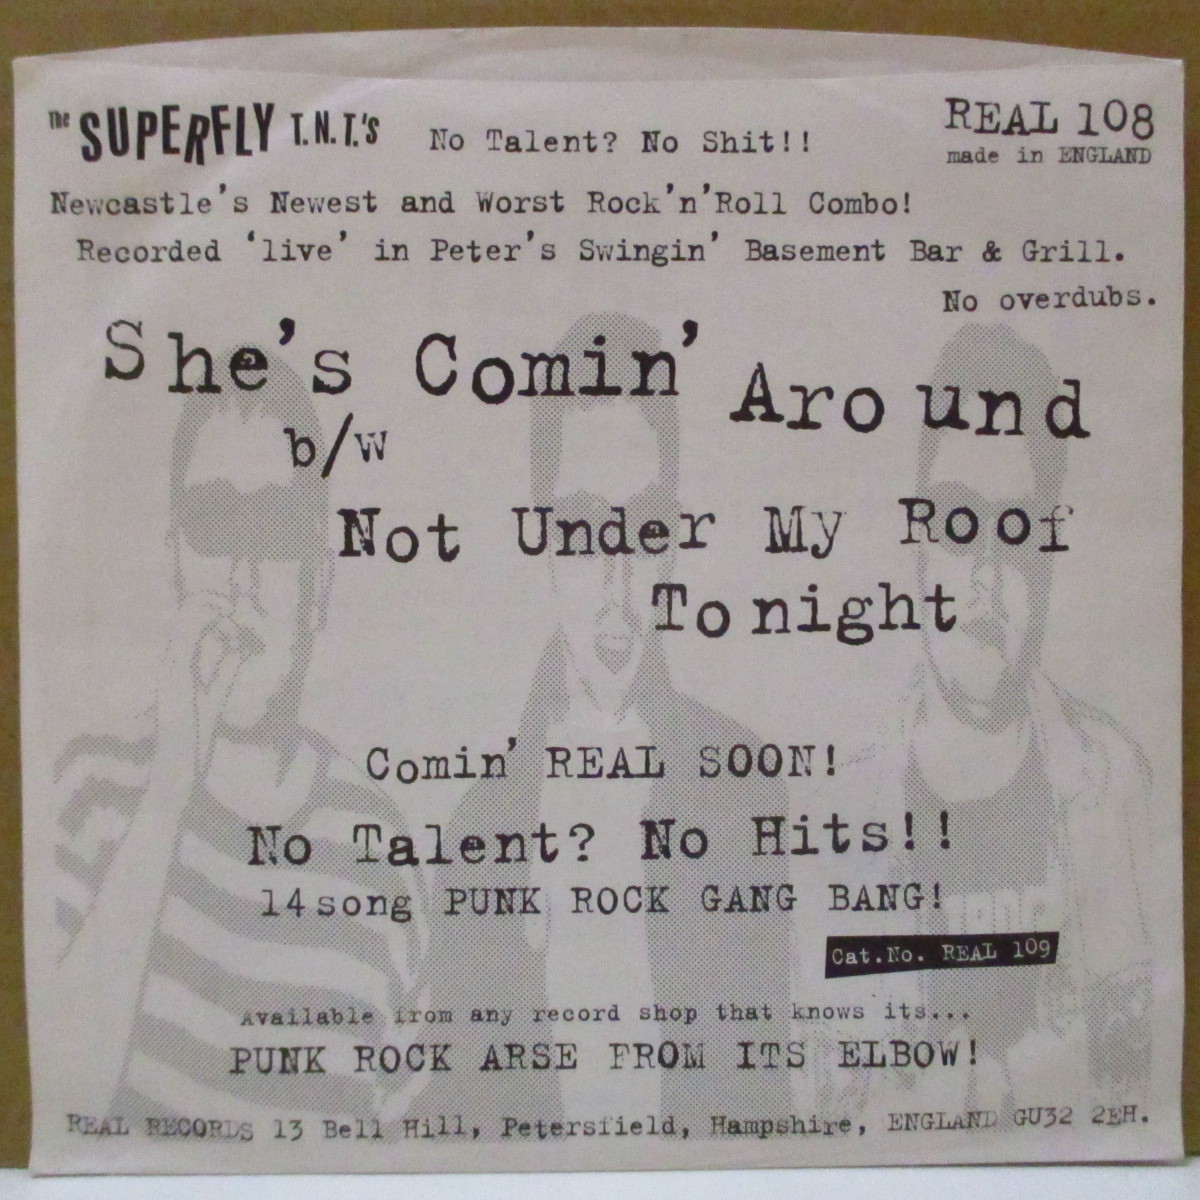 The SUPERFLY T.N.T.'s No Talent? No Shit!! REAL 108
made in ENGLAND
Newcastle's Newest and Worst Rock'n'Roll Combo!
Recorded 'live' in Peter's Swingin' Basement Bar & Grill.
No overdubs.
She's Comin' Around
b/w
Not Under My Roof
Tonight
Comin' REAL SOON!
No Talent? No Hits!!
14 song PUNK ROCK GANG BANG!
Cat.No. REAL 109
Available from any record shop that knows its...
PUNK ROCK ARSE FROM ITS ELBOW!
REAL RECORDS 13 Bell Hill, Petersfield, Hampshire, ENGLAND GU32 2EH.